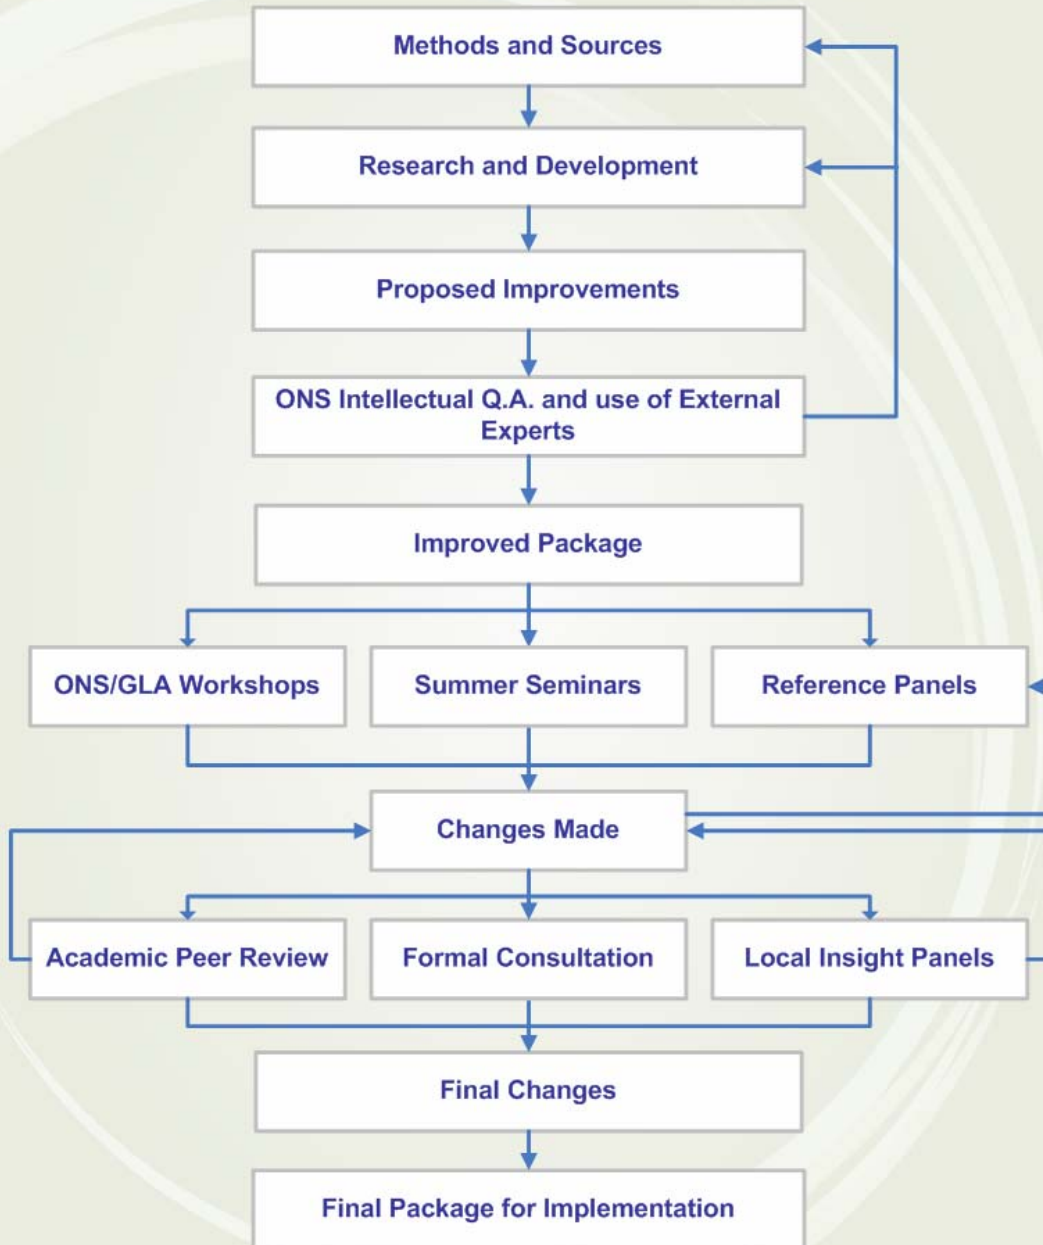 Methods and Sources
Research and Development
Proposed Improvements
ONS Intellectual Q.A. and use of External
Experts
Improved Package
ONS/GLA Workshops
Summer Seminars
Reference Panels
Changes Made
Academic Peer Review
Formal Consultation
Local Insight Panels
Final Changes
Final Package for Implementation